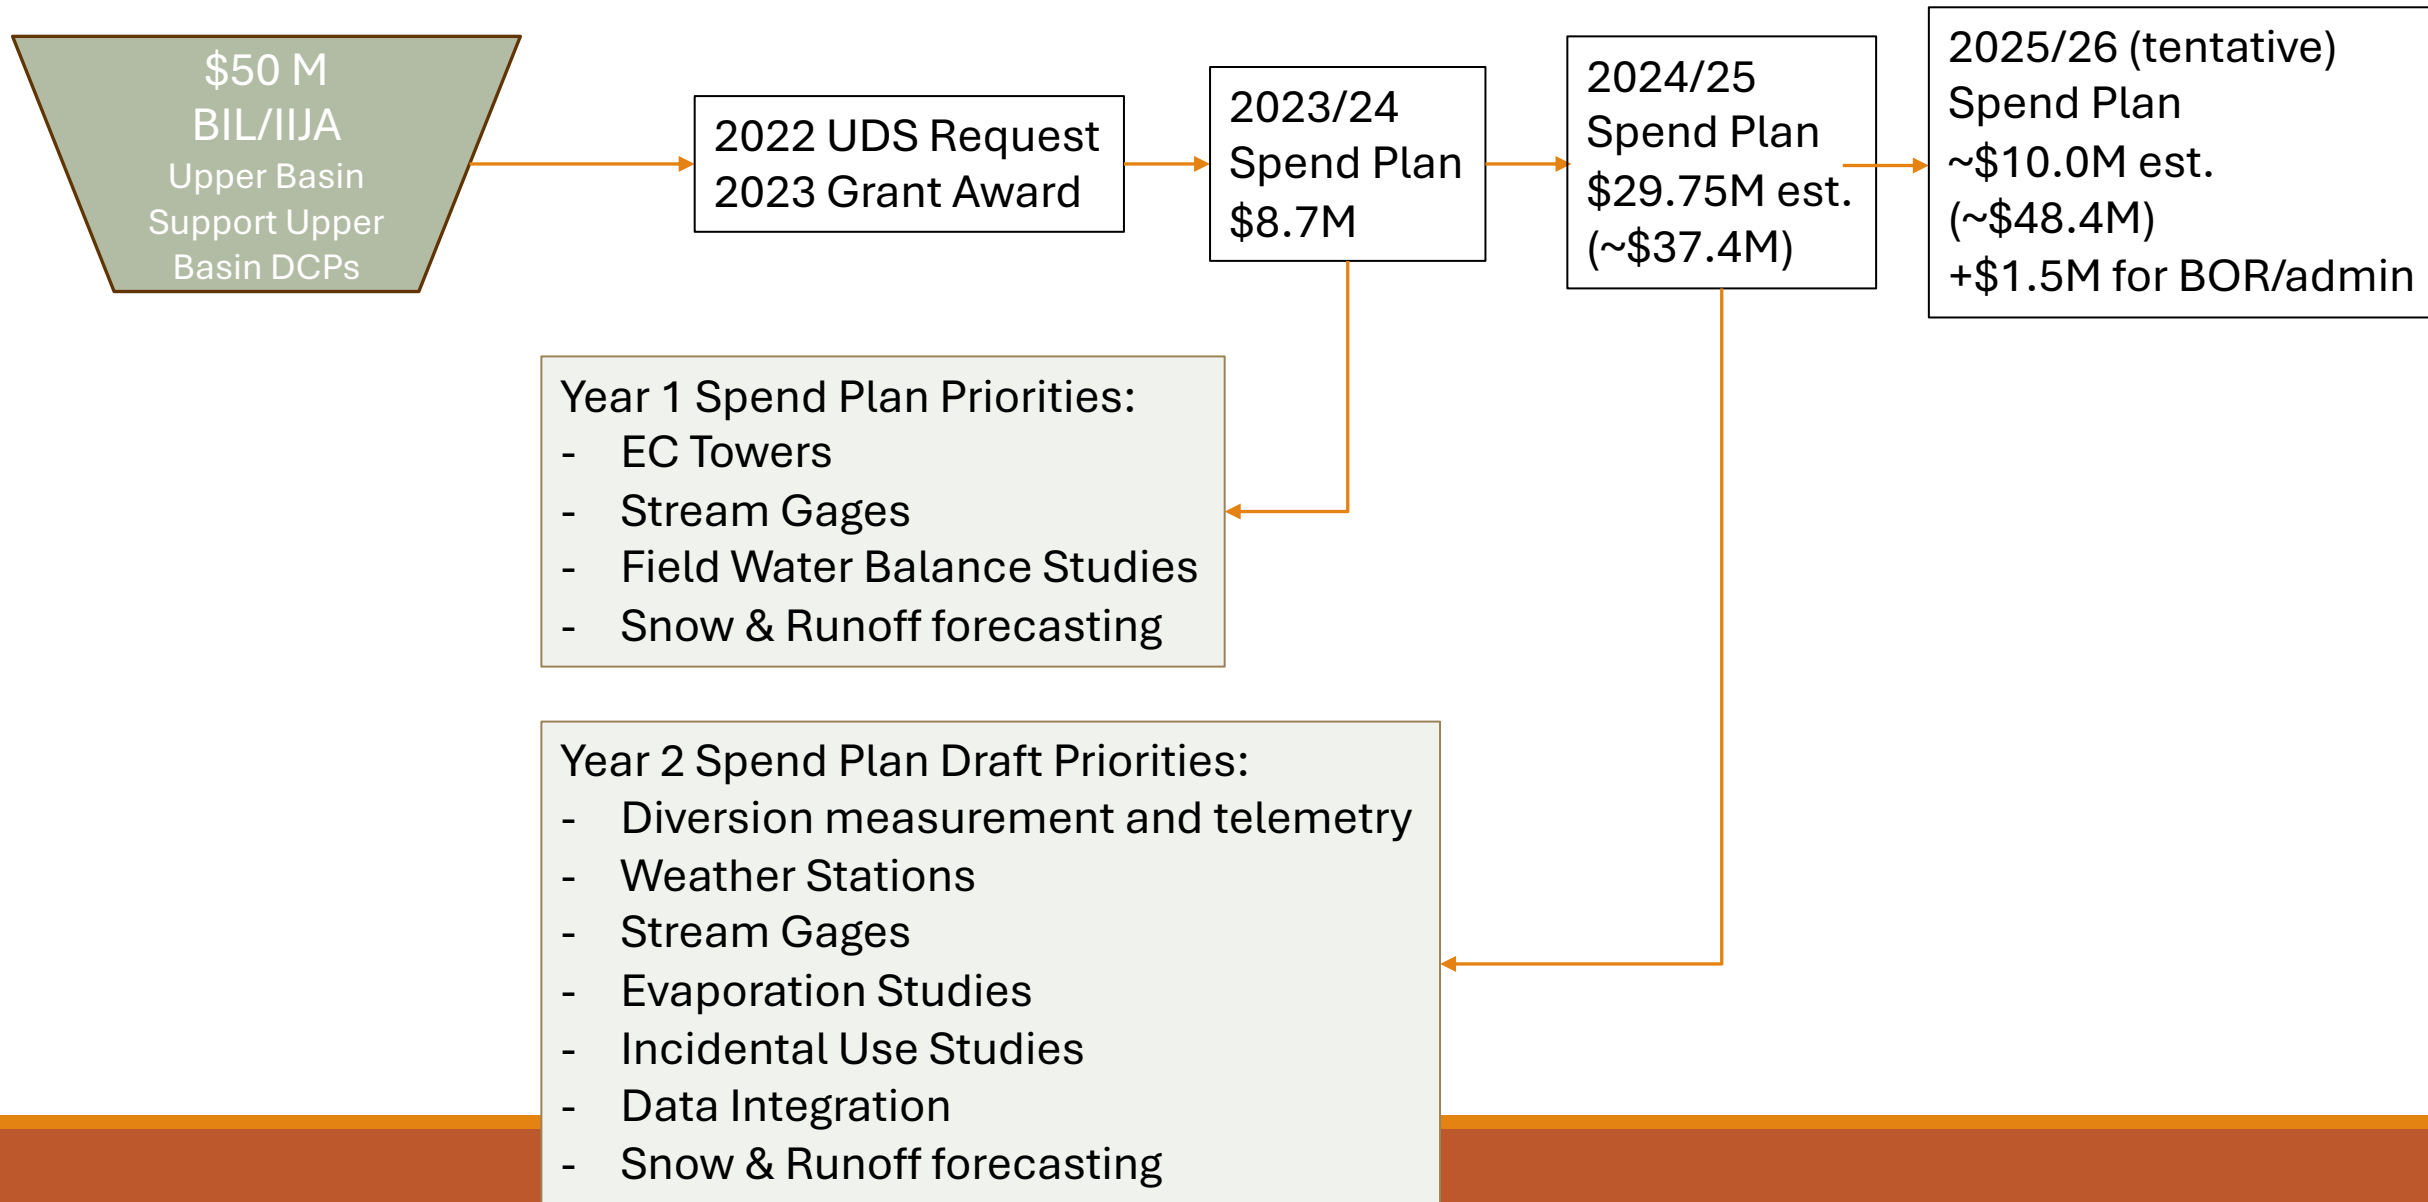 $50 M
BIL/IIJA
Upper Basin
Support Upper
Basin DCPs
2022 UDS Request
2023 Grant Award
2023/24
Spend Plan
$8.7M
2024/25
Spend Plan
$29.75M est.
(~$37.4M)
2025/26 (tentative)
Spend Plan
~$10.0M est.
(~$48.4M)
+$1.5M for BOR/admin
Year 1 Spend Plan Priorities:
- EC Towers
- Stream Gages
- Field Water Balance Studies
- Snow & Runoff forecasting
Year 2 Spend Plan Draft Priorities:
- Diversion measurement and telemetry
- Weather Stations
- Stream Gages
- Evaporation Studies
- Incidental Use Studies
- Data Integration
- Snow & Runoff forecasting